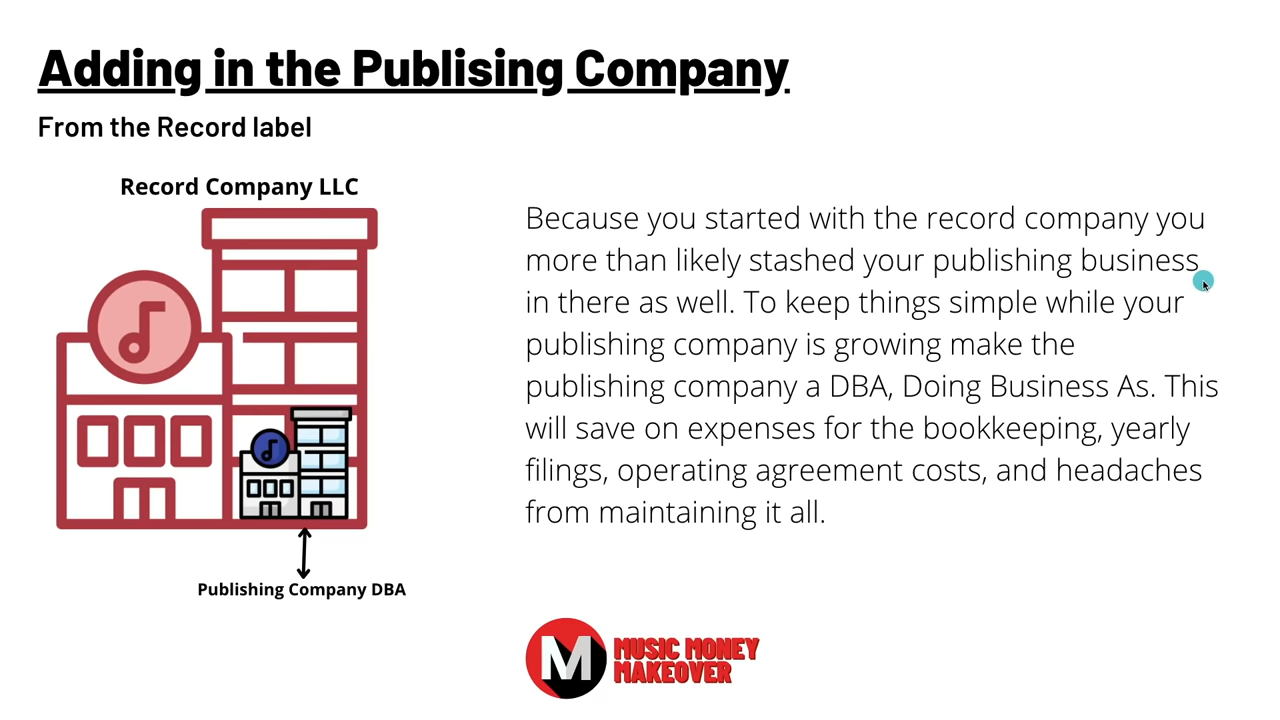 Adding in the Publising Company
From the Record label
Record Company LLC
Because you started with the record company you
more than likely stashed your publishing business
in there as well. To keep things simple while your
publishing company is growing make the
publishing company a DBA, Doing Business As. This
will save on expenses for the bookkeeping, yearly
filings, operating agreement costs, and headaches
from maintaining it all.
Publishing Company DBA
M
MUSIC MONEY
MAKEOVER